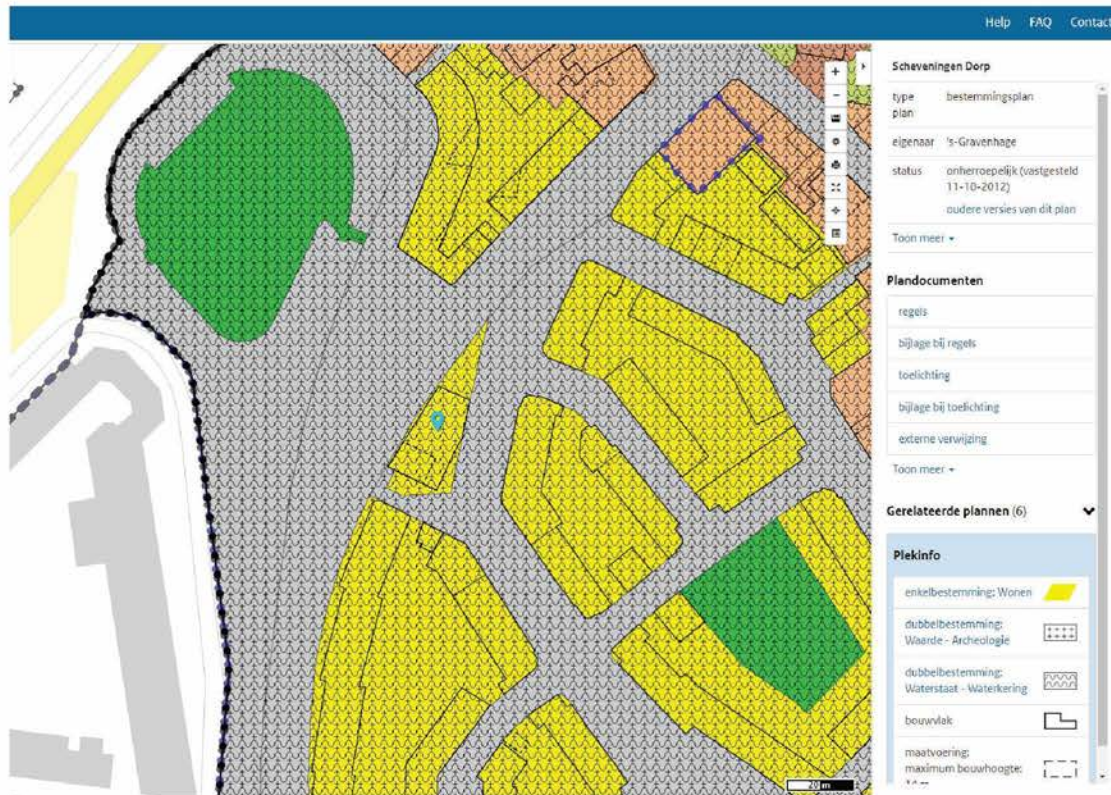 Help FAQ Contact
Scheveningen Dorp
type plan bestemmingsplan
eigenaar 's-Gravenhage
status onherroepelijk (vastgesteld
11-10-2012)
oudere versies van dit plan
Toon meer
Plandocumenten
regels
bijlage bij regels
toelichting
bijlage bij toelichting
externe verwijzing
Toon meer
Gerelateerde plannen (6)
Plekinfo
enkelbestemming: Wonen
dubbelbestemming:
Waarde - Archeologie
dubbelbestemming:
Waterstaat - Waterkering
bouwvlak
maatvoering:
maximum bouwhoogte:
20 m